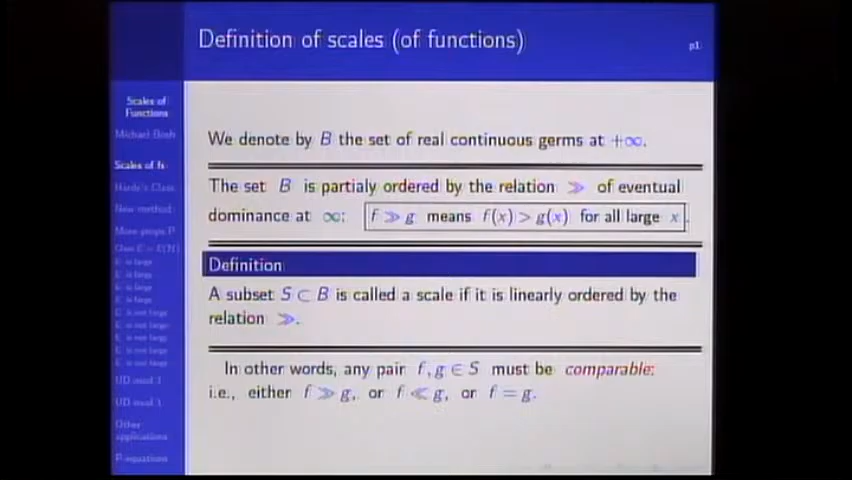 Definition of scales (of functions)
p1
Scales of
Functions
Michael Bosh
Scales of fs
Hardy's Class
New method
More props P
UD mod 1
UD mod 1
Other
applications
We denote by B the set of real continuous germs at +∞.
The set B is partialy ordered by the relation ≫ of eventual
dominance at ∞: f ≫ g means f(x) > g(x) for all large x.
Definition
A subset S ⊂ B is called a scale if it is linearly ordered by the
relation ≫.
In other words, any pair f, g ∈ S must be comparable:
i.e., either f ≫ g, or f ≪ g, or f = g.